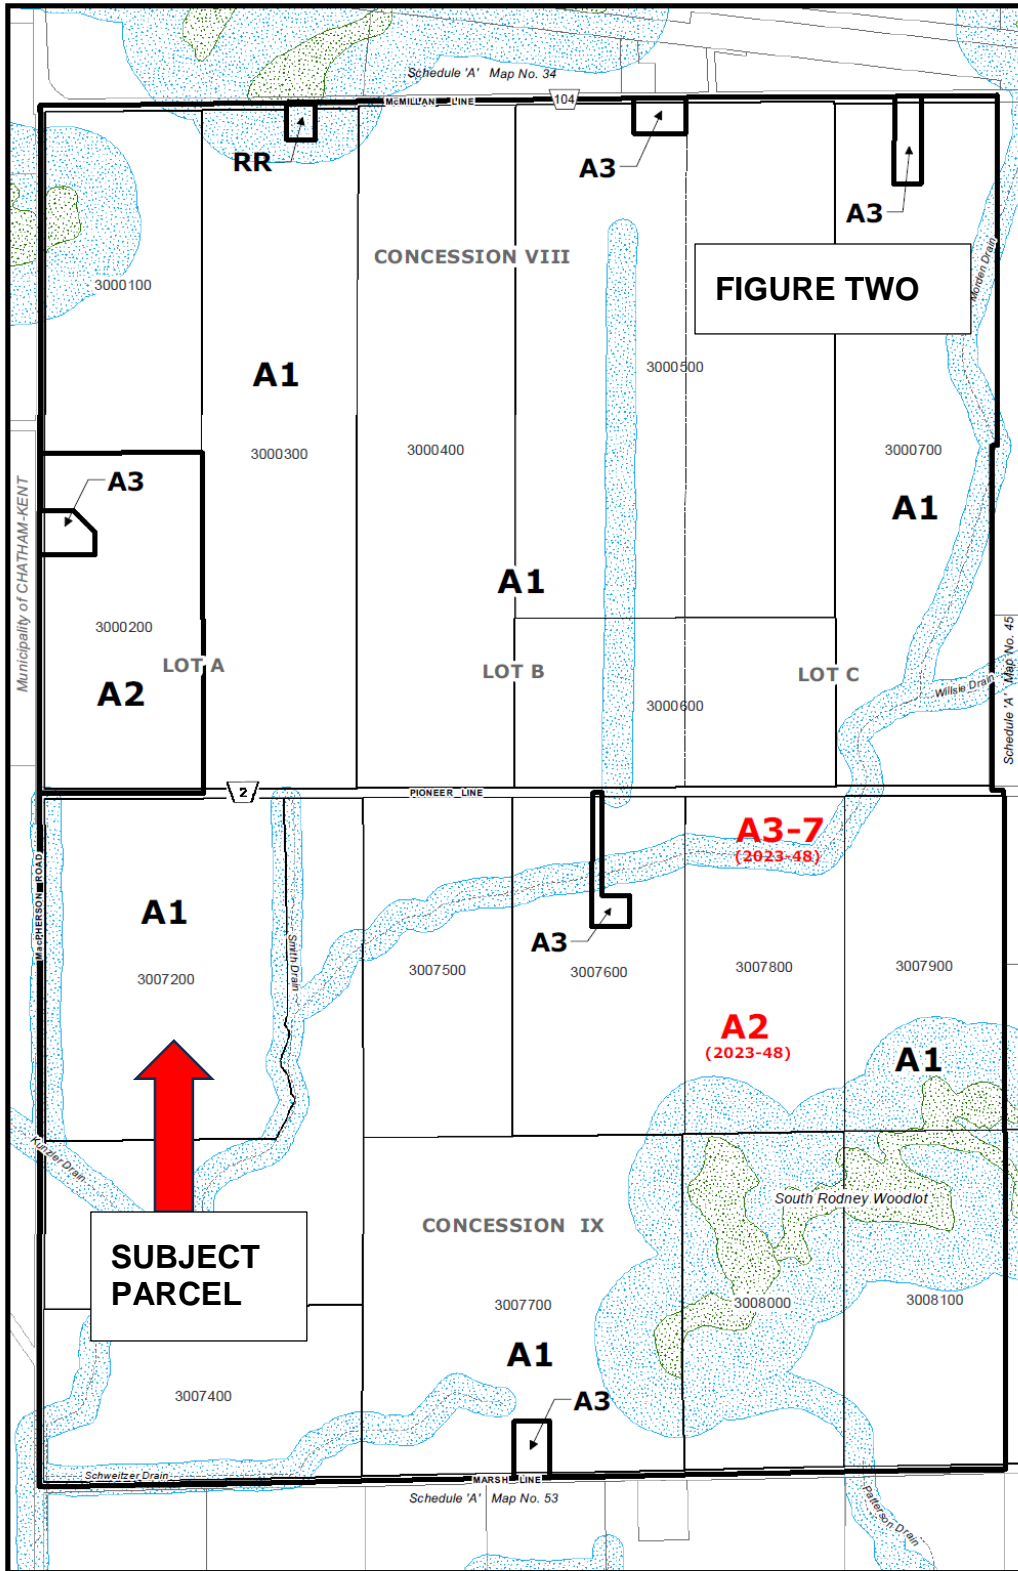 Schedule 'A' Map No. 34
McMILLAN LINE
104
RR
A3
A3
CONCESSION VIII
3000100
FIGURE TWO
Morden Drain
3000500
A1
3000300
3000400
3000700
A3
A1
Municipality of CHATHAM-KENT
A1
3000200
LOT A
LOT B
LOT C
Schedule 'A' Map No. 45
A2
Willsie Drain
3000600
2
PIONEER LINE
A3-7
(2023-48)
MacPHERSON ROAD
A1
Smith Drain
A3
3007200
3007500
3007600
3007800
3007900
A2
(2023-48)
A1
Kunzler Drain
South Rodney Woodlot
CONCESSION IX
SUBJECT
PARCEL
3007700
3008000
3008100
A1
3007400
A3
Schweitzer Drain
MARSH LINE
Schedule 'A' Map No. 53
Patterson Drain